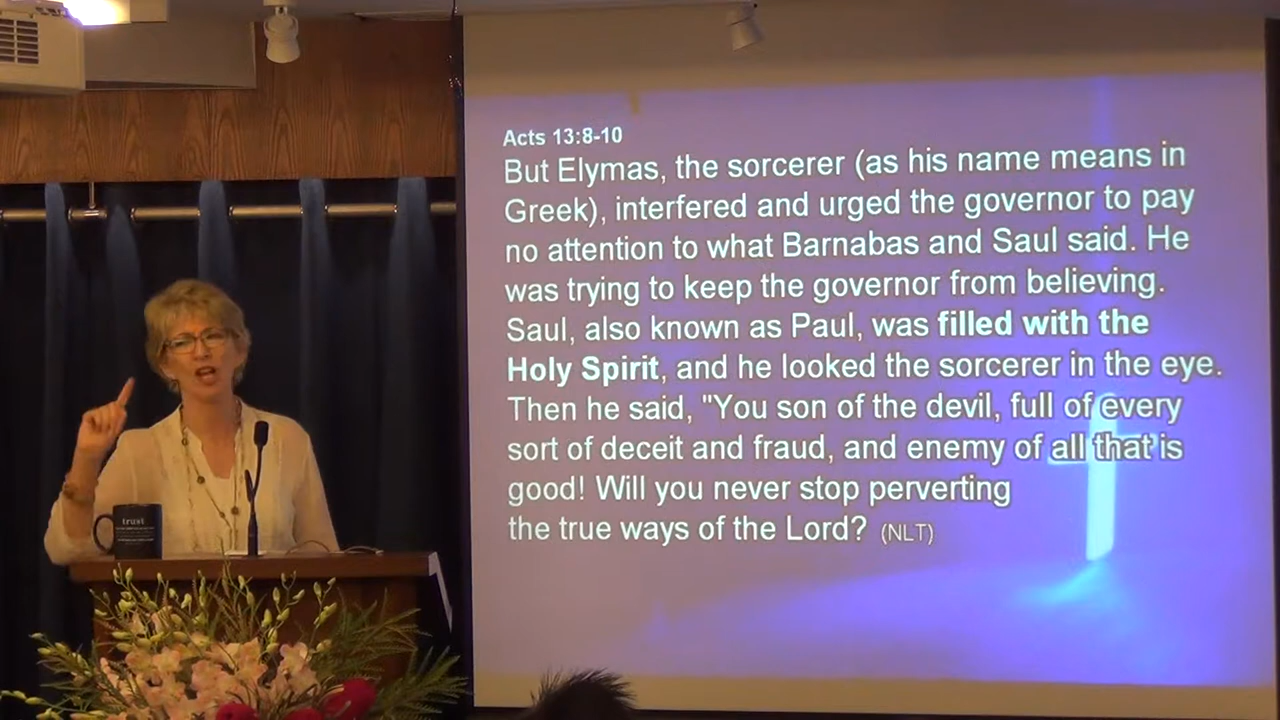 Acts 13:8-10
But Elymas, the sorcerer (as his name means in
Greek), interfered and urged the governor to pay
no attention to what Barnabas and Saul said. He
was trying to keep the governor from believing.
Saul, also known as Paul, was filled with the
Holy Spirit, and he looked the sorcerer in the eye.
Then he said, "You son of the devil, full of every
sort of deceit and fraud, and enemy of all that is
good! Will you never stop perverting
the true ways of the Lord? (NLT)
trust